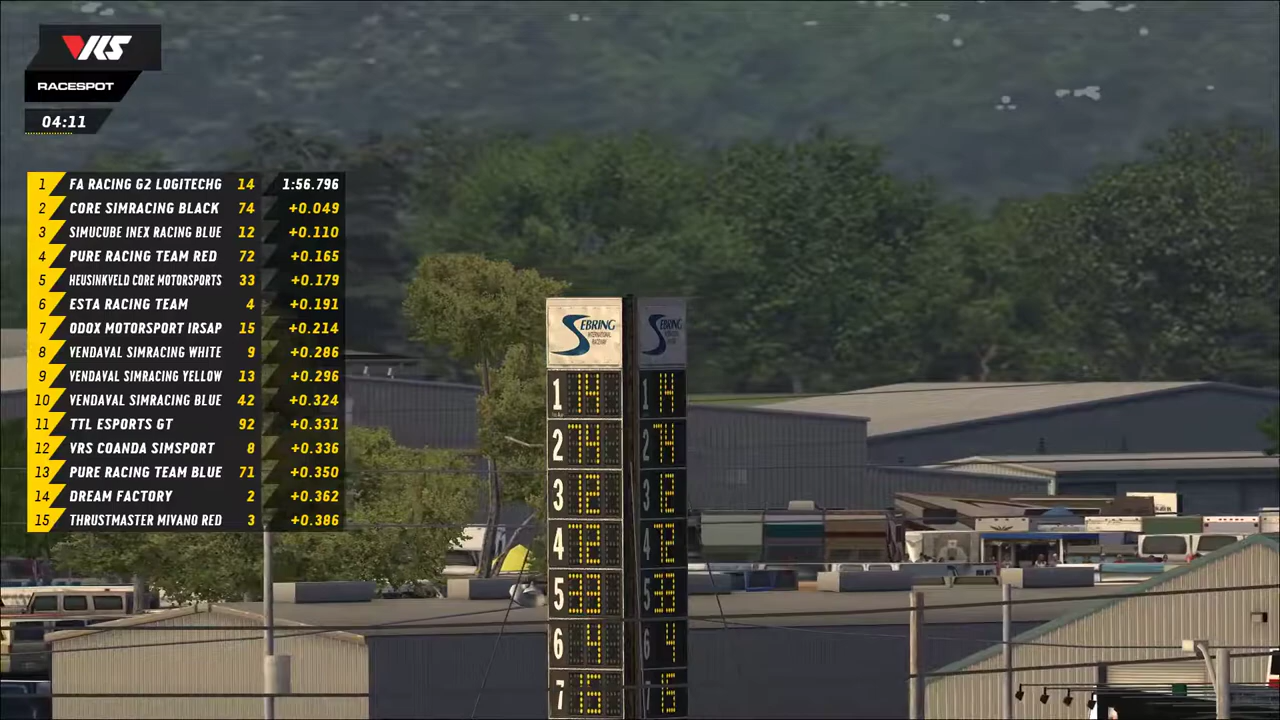 VRS
RACESPOT
04:11
1 FA RACING G2 LOGITECHG 14 1:56.796
2 CORE SIMRACING BLACK 74 +0.049
3 SIMUCUBE INEX RACING BLUE 12 +0.110
4 PURE RACING TEAM RED 72 +0.165
5 HEUSINKVELD CORE MOTORSPORTS 33 +0.179
6 ESTA RACING TEAM 4 +0.191
7 ODOX MOTORSPORT IRSAP 15 +0.214
8 VENDAVAL SIMRACING WHITE 9 +0.286
9 VENDAVAL SIMRACING YELLOW 13 +0.296
10 VENDAVAL SIMRACING BLUE 42 +0.324
11 TTL ESPORTS GT 92 +0.331
12 VRS COANDA SIMSPORT 8 +0.336
13 PURE RACING TEAM BLUE 71 +0.350
14 DREAM FACTORY 2 +0.362
15 THRUSTMASTER MIVANO RED 3 +0.386
SEBRING SEBRING
INTERNATIONAL
RACEWAY
1 14 1 14
2 74 2 74
3 12 3 12
4 72 4 72
5 33 5 33
6 4 6 4
7 15 7 15